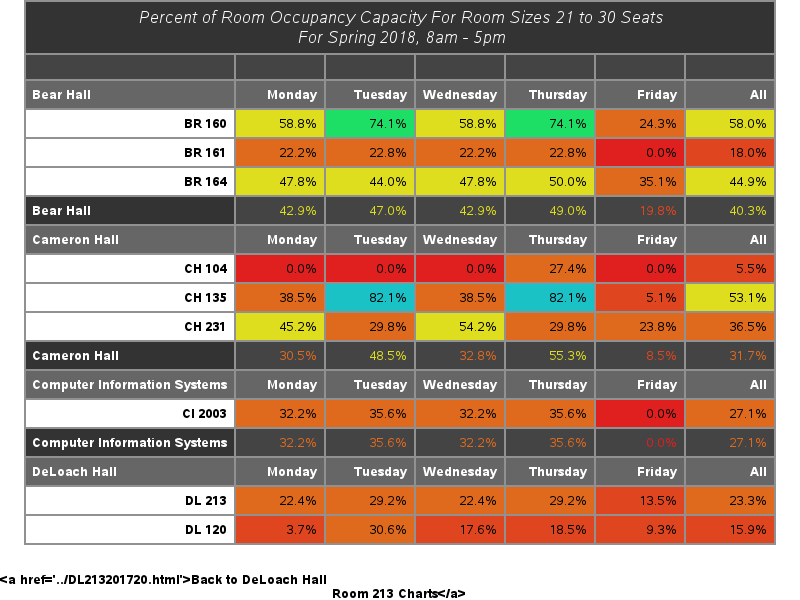 Percent of Room Occupancy Capacity For Room Sizes 21 to 30 Seats
For Spring 2018, 8am - 5pm
Bear Hall Monday Tuesday Wednesday Thursday Friday All
BR 160 58.8% 74.1% 58.8% 74.1% 24.3% 58.0%
BR 161 22.2% 22.8% 22.2% 22.8% 0.0% 18.0%
BR 164 47.8% 44.0% 47.8% 50.0% 35.1% 44.9%
Bear Hall 42.9% 47.0% 42.9% 49.0% 19.8% 40.3%
Cameron Hall Monday Tuesday Wednesday Thursday Friday All
CH 104 0.0% 0.0% 0.0% 27.4% 0.0% 5.5%
CH 135 38.5% 82.1% 38.5% 82.1% 5.1% 53.1%
CH 231 45.2% 29.8% 54.2% 29.8% 23.8% 36.5%
Cameron Hall 30.5% 48.5% 32.8% 55.3% 8.5% 31.7%
Computer Information Systems Monday Tuesday Wednesday Thursday Friday All
CI 2003 32.2% 35.6% 32.2% 35.6% 0.0% 27.1%
Computer Information Systems 32.2% 35.6% 32.2% 35.6% 0.0% 27.1%
DeLoach Hall Monday Tuesday Wednesday Thursday Friday All
DL 213 22.4% 29.2% 22.4% 29.2% 13.5% 23.3%
DL 120 3.7% 30.6% 17.6% 18.5% 9.3% 15.9%
<a href='../DL213201720.html'>Back to DeLoach Hall
Room 213 Charts</a>